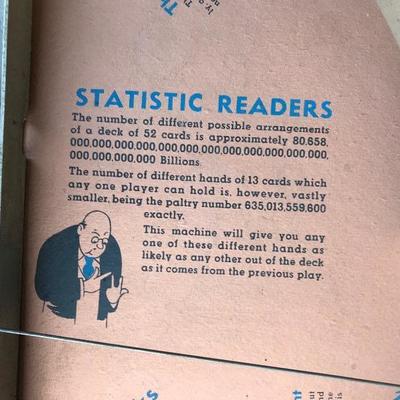 STATISTIC READERS
The number of different possible arrangements
of a deck of 52 cards is approximately 80,658,
000,000,000,000,000,000,000,000,000,000,000,000,
000,000,000,000 Billions.
The number of different hands of 13 cards which
any one player can hold is, however, vastly
smaller, being the paltry number 635,013,559,600
exactly.
This machine will give you any
one of these different hands as
likely as any other out of the deck
as it comes from the previous play.